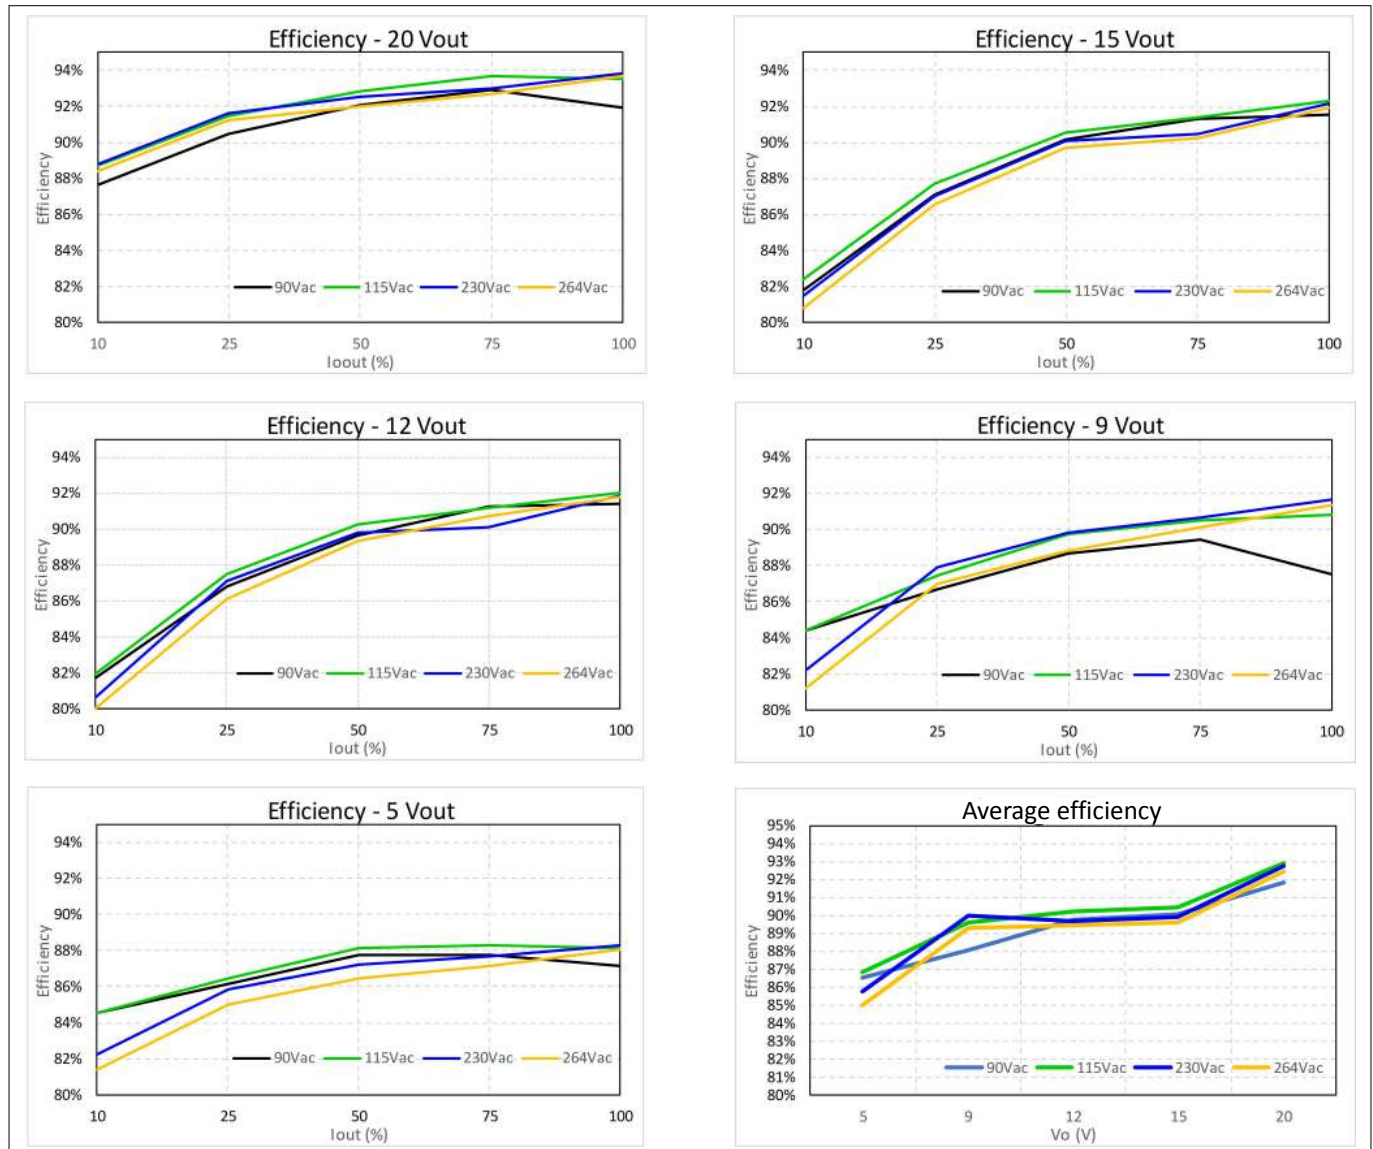 Efficiency - 20 Vout
94%
92%
90%
88%
86%
84%
82%
80%
Efficiency
90Vac 115Vac 230Vac 264Vac
10 25 50 75 100
Ioout (%)
Efficiency - 15 Vout
94%
92%
90%
88%
86%
84%
82%
80%
Efficiency
90Vac 115Vac 230Vac 264Vac
10 25 50 75 100
Iout (%)
Efficiency - 12 Vout
94%
92%
90%
88%
86%
84%
82%
80%
Efficiency
90Vac 115Vac 230Vac 264Vac
10 25 50 75 100
Iout (%)
Efficiency - 9 Vout
94%
92%
90%
88%
86%
84%
82%
80%
Efficiency
90Vac 115Vac 230Vac 264Vac
10 25 50 75 100
Iout (%)
Efficiency - 5 Vout
94%
92%
90%
88%
86%
84%
82%
80%
Efficiency
90Vac 115Vac 230Vac 264Vac
10 25 50 75 100
Iout (%)
Average efficiency
95%
94%
93%
92%
91%
90%
89%
88%
87%
86%
85%
84%
83%
82%
81%
80%
Efficiency
90Vac 115Vac 230Vac 264Vac
5 9 12 15 20
Vo (V)